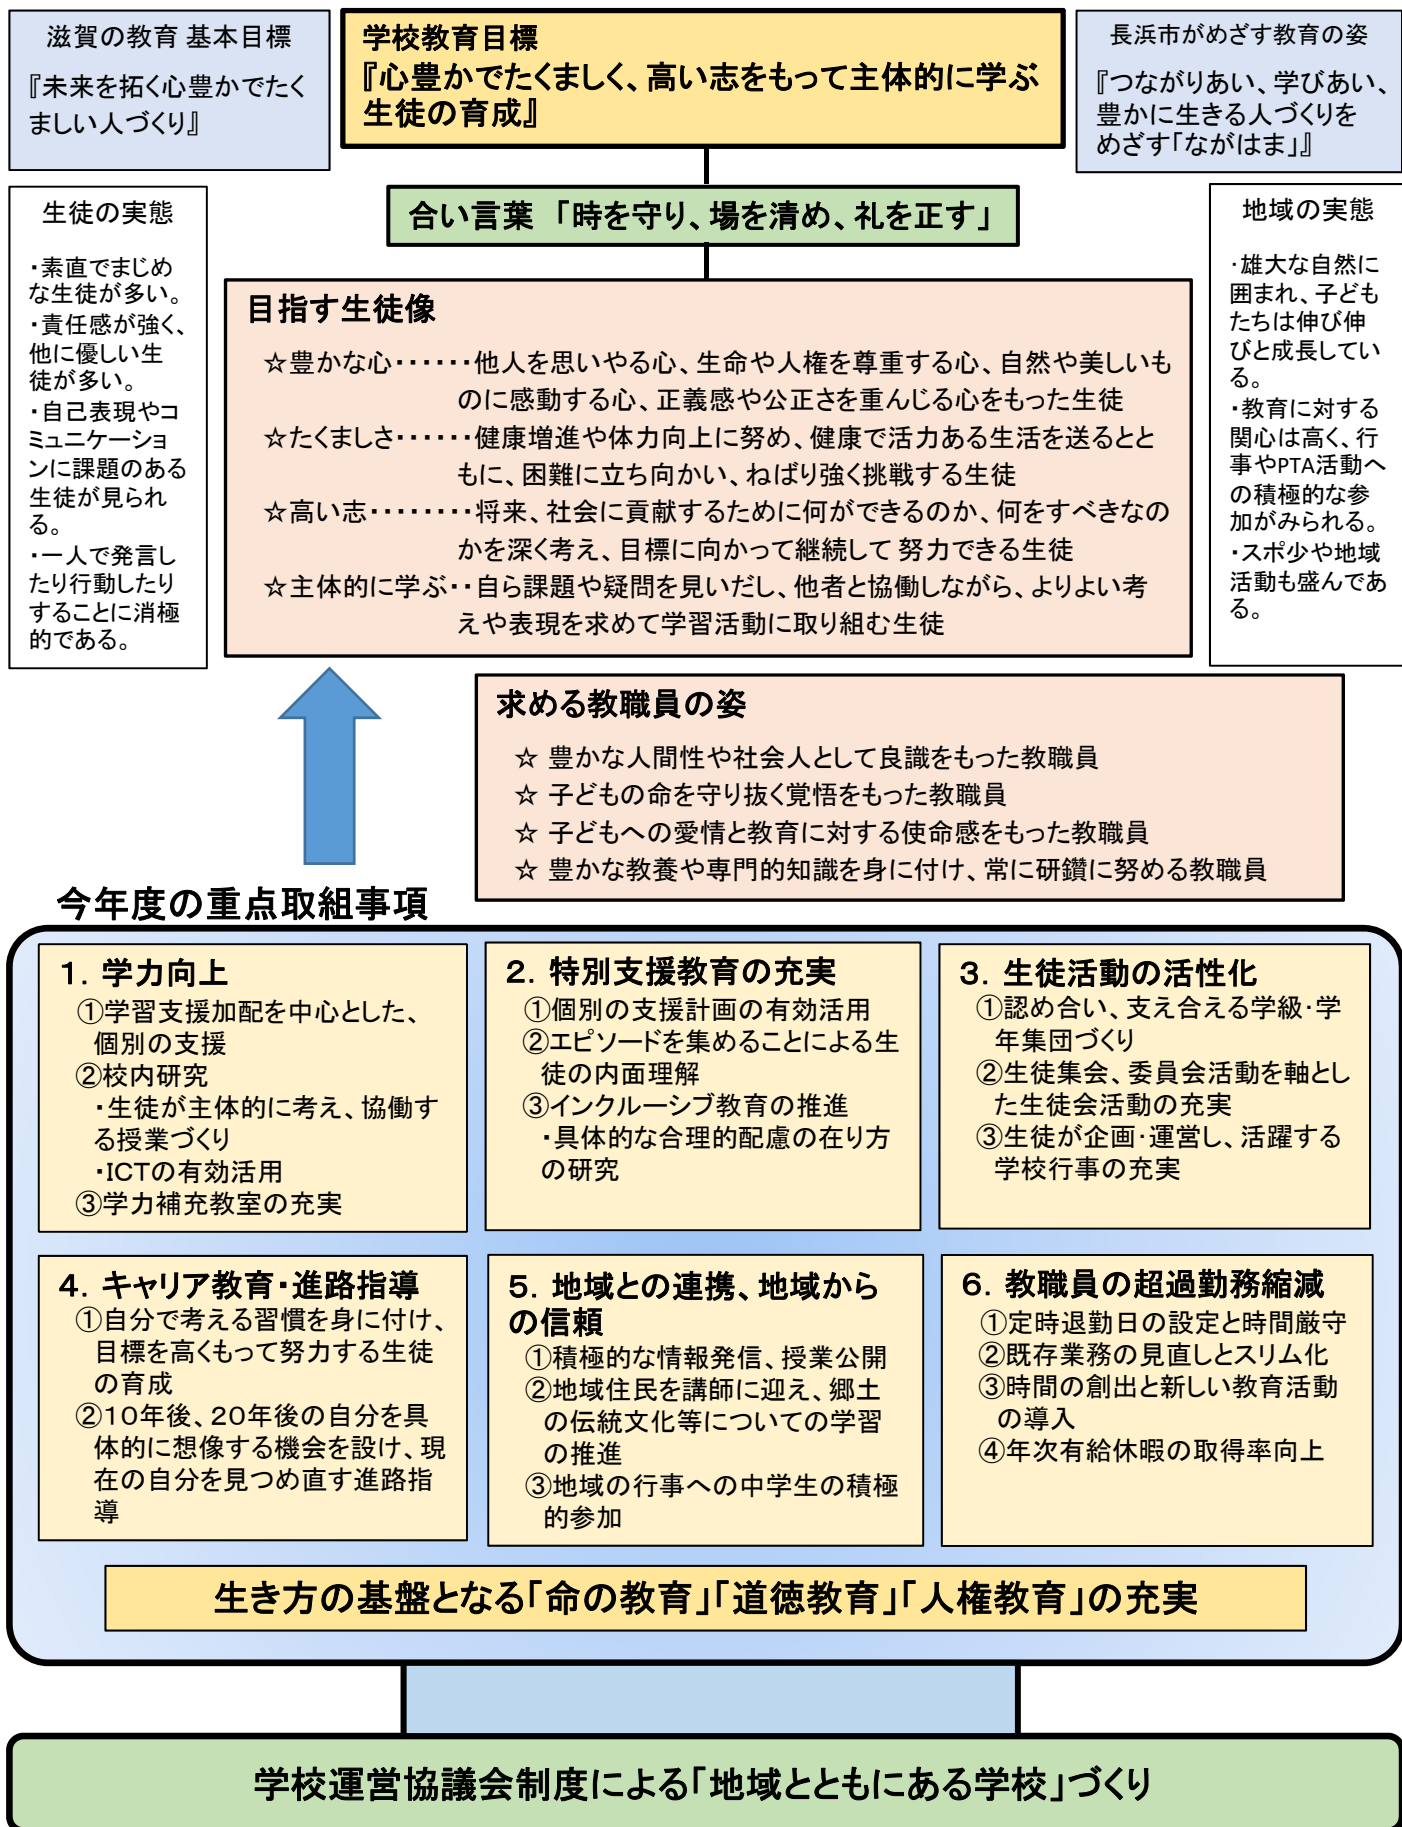 滋賀の教育 基本目標
『未来を拓く心豊かでたく
ましい人づくり』
学校教育目標
『心豊かでたくましく、高い志をもって主体的に学ぶ
生徒の育成』
長浜市がめざす教育の姿
『つながりあい、学びあい、
豊かに生きる人づくりを
めざす「ながはま」』
合い言葉 「時を守り、場を清め、礼を正す」
生徒の実態
・素直でまじめ
な生徒が多い。
・責任感が強く、
他に優しい生
徒が多い。
・自己表現やコ
ミュニケーショ
ンに課題のある
生徒が見られ
る。
・一人で発言し
たり行動したり
することに消極
的である。
目指す生徒像
☆豊かな心・・・・・・他人を思いやる心、生命や人権を尊重する心、自然や美しいも
のに感動する心、正義感や公正さを重んじる心をもった生徒
☆たくましさ・・・・・・健康増進や体力向上に努め、健康で活力ある生活を送るとと
もに、困難に立ち向かい、ねばり強く挑戦する生徒
☆高い志・・・・・・・・将来、社会に貢献するために何ができるのか、何をすべきなの
かを深く考え、目標に向かって継続して 努力できる生徒
☆主体的に学ぶ・・自ら課題や疑問を見いだし、他者と協働しながら、よりよい考
えや表現を求めて学習活動に取り組む生徒
地域の実態
・雄大な自然に
囲まれ、子ども
たちは伸び伸
びと成長してい
る。
・教育に対する
関心は高く、行
事やPTA活動へ
の積極的な参
加がみられる。
・スポ少や地域
活動も盛んであ
る。
求める教職員の姿
☆ 豊かな人間性や社会人として良識をもった教職員
☆ 子どもの命を守り抜く覚悟をもった教職員
☆ 子どもへの愛情と教育に対する使命感をもった教職員
☆ 豊かな教養や専門的知識を身に付け、常に研鑽に努める教職員
今年度の重点取組事項
１．学力向上
①学習支援加配を中心とした、
個別の支援
②校内研究
・生徒が主体的に考え、協働す
る授業づくり
・ICTの有効活用
③学力補充教室の充実
２．特別支援教育の充実
①個別の支援計画の有効活用
②エピソードを集めることによる生
徒の内面理解
③インクルーシブ教育の推進
・具体的な合理的配慮の在り方
の研究
３．生徒活動の活性化
①認め合い、支え合える学級・学
年集団づくり
②生徒集会、委員会活動を軸とし
た生徒会活動の充実
③生徒が企画・運営し、活躍する
学校行事の充実
４．キャリア教育・進路指導
①自分で考える習慣を身に付け、
目標を高くもって努力する生徒
の育成
②１０年後、２０年後の自分を具
体的に想像する機会を設け、現
在の自分を見つめ直す進路指
導
５．地域との連携、地域から
の信頼
①積極的な情報発信、授業公開
②地域住民を講師に迎え、郷土
の伝統文化等についての学習
の推進
③地域の行事への中学生の積極
的参加
６．教職員の超過勤務縮減
①定時退勤日の設定と時間厳守
②既存業務の見直しとスリム化
③時間の創出と新しい教育活動
の導入
④年次有給休暇の取得率向上
生き方の基盤となる「命の教育」「道徳教育」「人権教育」の充実
学校運営協議会制度による「地域とともにある学校」づくり